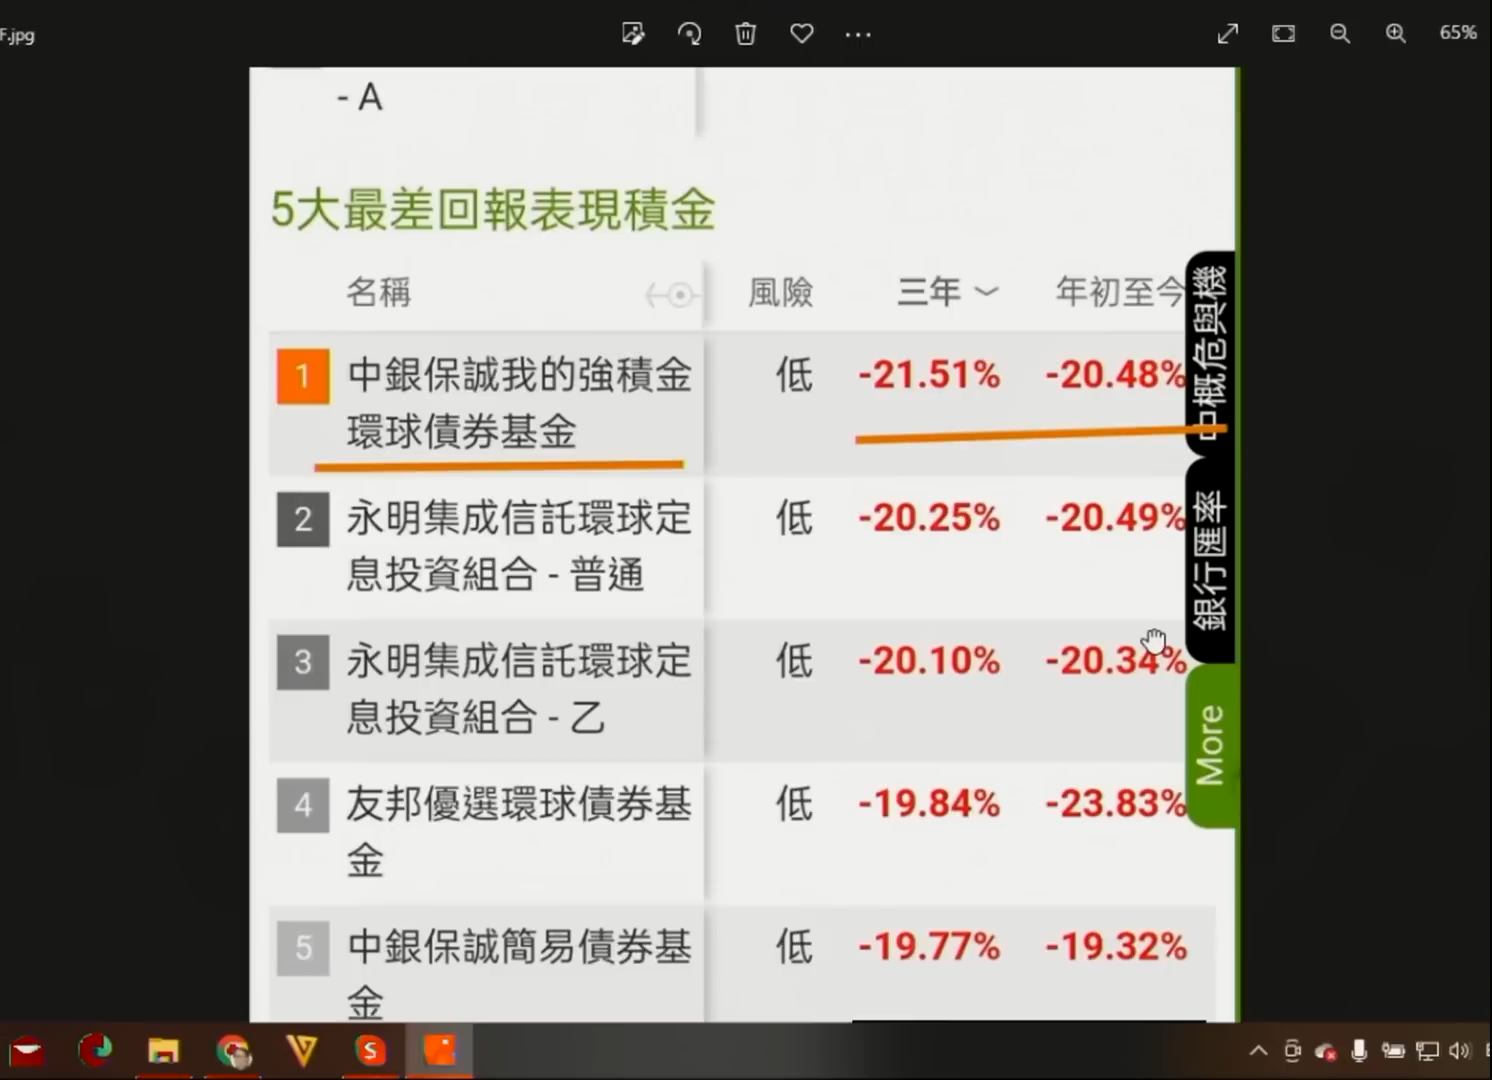 F.jpg
65%
- A
5大最差回報表現積金
名稱 風險 三年 年初至今
1 中銀保誠我的強積金 低 -21.51% -20.48%
環球債券基金
2 永明集成信託環球定 低 -20.25% -20.49%
息投資組合 - 普通
3 永明集成信託環球定 低 -20.10% -20.34%
息投資組合 - 乙
4 友邦優選環球債券基 低 -19.84% -23.83%
金
5 中銀保誠簡易債券基 低 -19.77% -19.32%
金
中概危與機
銀行匯率
More